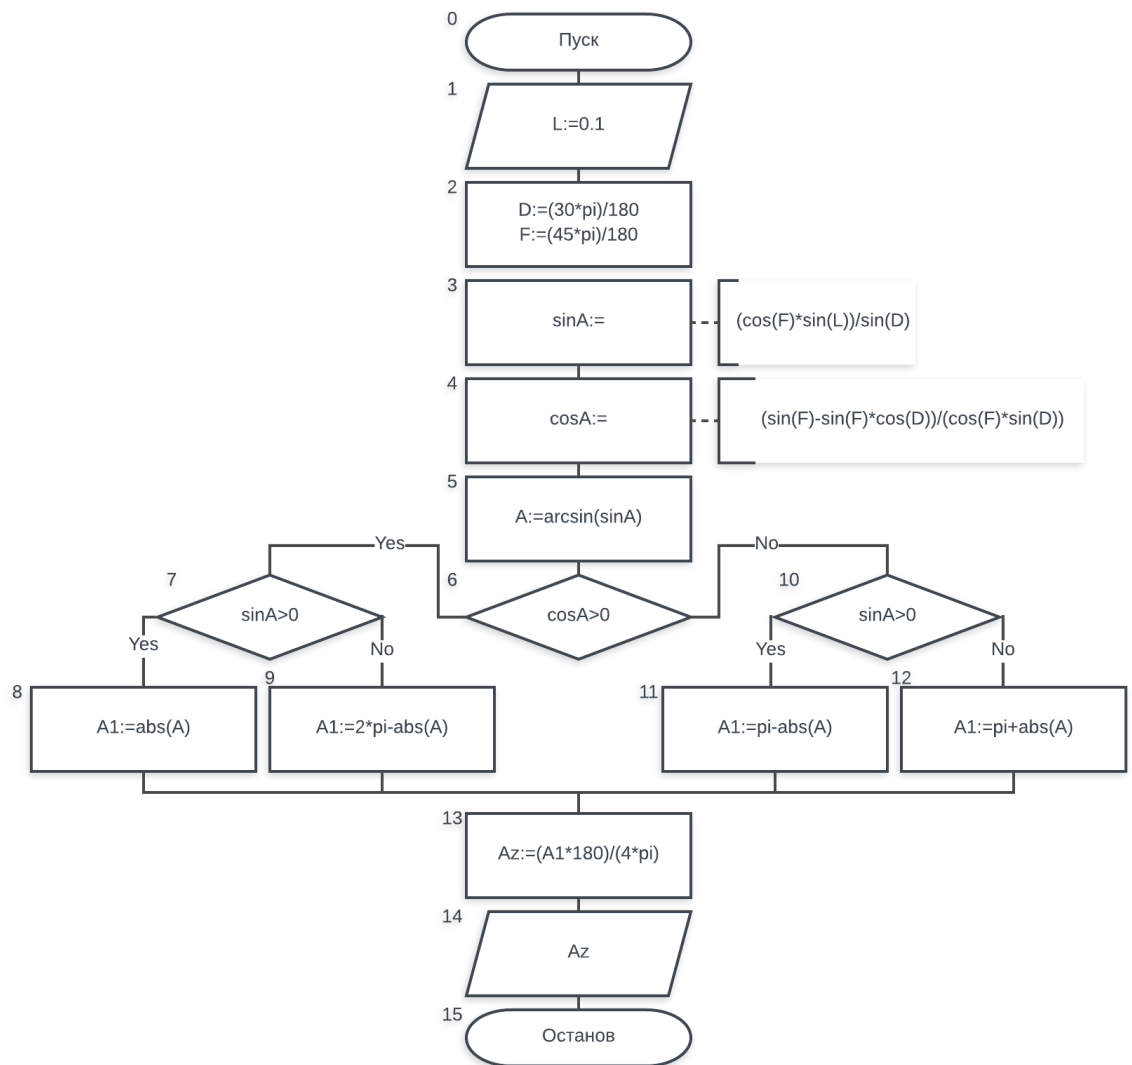 0
Пуск
1
L:=0.1
2
D:=(30*pi)/180
F:=(45*pi)/180
3
sinA:=
(cos(F)*sin(L))/sin(D)
4
cosA:=
(sin(F)-sin(F)*cos(D))/(cos(F)*sin(D))
5
A:=arcsin(sinA)
Yes
No
7
6
10
sinA>0
cosA>0
sinA>0
Yes
No
Yes
No
8
9
11
12
A1:=abs(A)
A1:=2*pi-abs(A)
A1:=pi-abs(A)
A1:=pi+abs(A)
13
Az:=(A1*180)/(4*pi)
14
Az
15
Останов